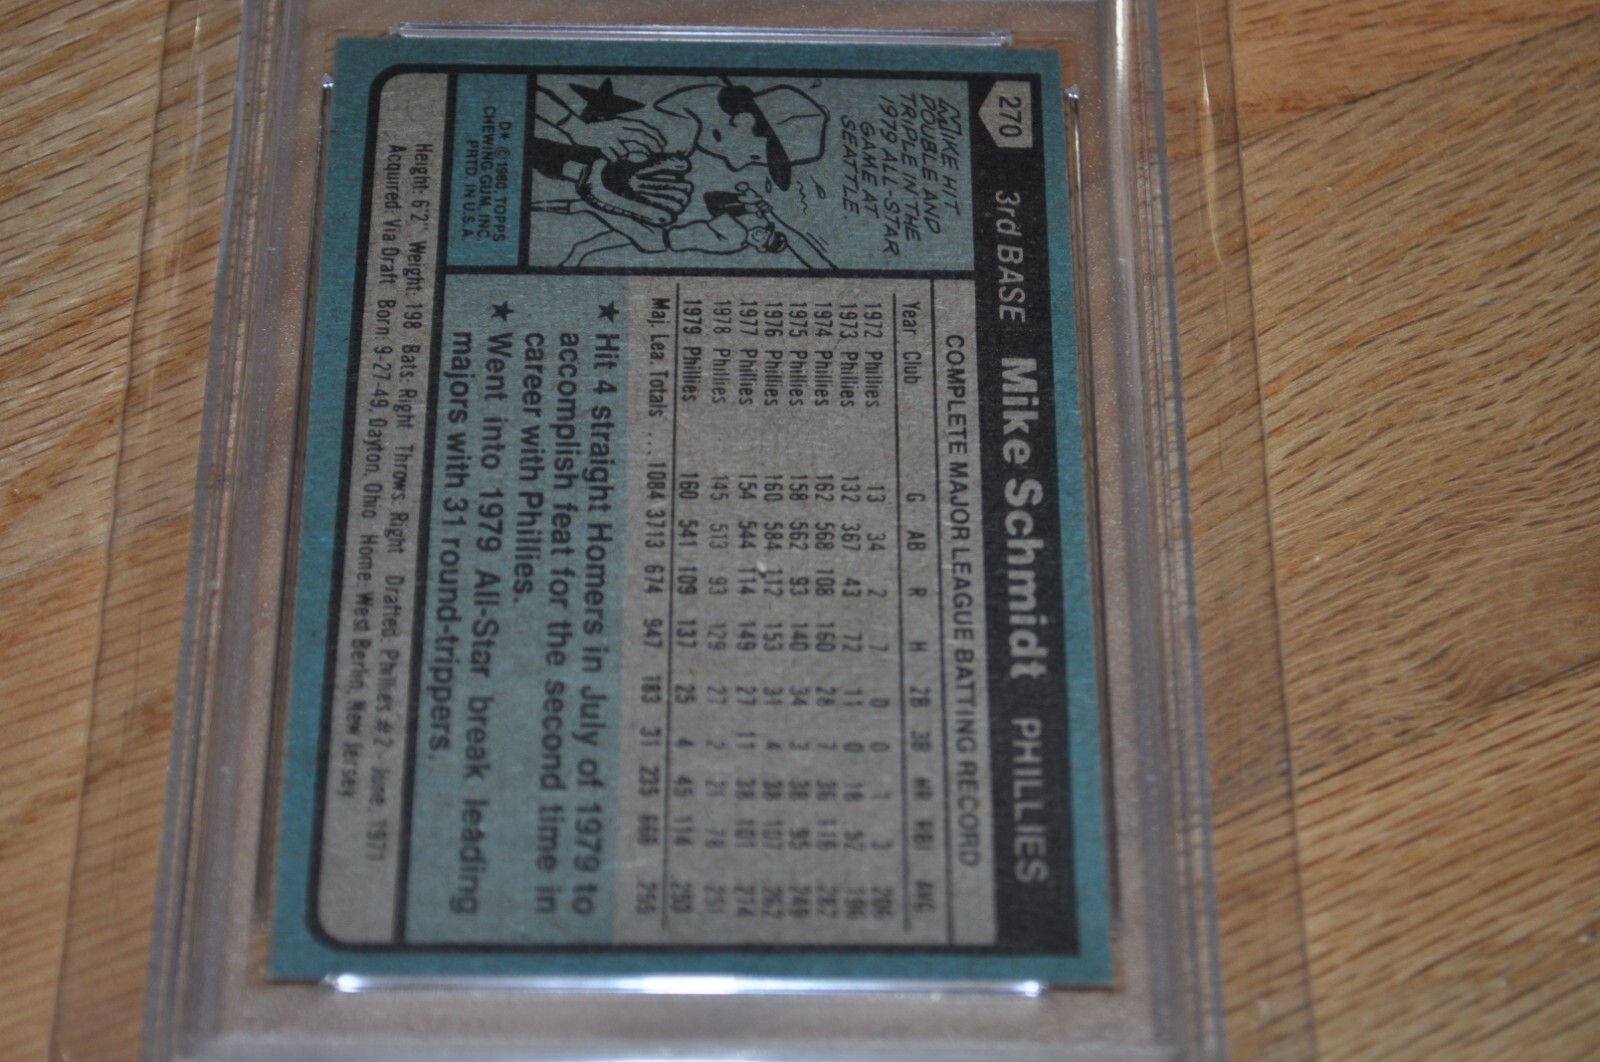 270 3rd BASE Mike Schmidt PHILLIES
MIKE HIT
DOUBLE AND
TRIPLE IN THE
1979 ALL-STAR
GAME AT
SEATTLE.
D* © 1980, TOPPS
CHEWING GUM, INC.
PRTD. IN U.S.A.
COMPLETE MAJOR LEAGUE BATTING RECORD
Year Club G AB R H 2B 3B HR RBI AVG
1972 Phillies 13 34 2 7 0 0 1 3 .206
1973 Phillies 132 367 43 72 11 0 18 52 .196
1974 Phillies 162 568 108 160 28 7 36 116 .282
1975 Phillies 158 562 93 140 34 3 38 95 .249
1976 Phillies 160 584 112 153 31 4 38 107 .262
1977 Phillies 154 544 114 149 27 11 38 101 .274
1978 Phillies 145 513 93 129 27 2 21 78 .251
1979 Phillies 160 541 109 137 25 4 45 114 .253
Maj. Lea. Totals ... 1084 3713 674 947 183 31 235 666 .255
★ Hit 4 straight Homers in July of 1979 to
accomplish feat for the second time in
career with Phillies.
★ Went into 1979 All-Star break leading
majors with 31 round-trippers.
Height: 6'2" Weight: 198 Bats: Right Throws: Right Drafted: Phillies #2 - June, 1971
Acquired: Via Draft Born: 9-27-49, Dayton, Ohio Home: West Berlin, New Jersey